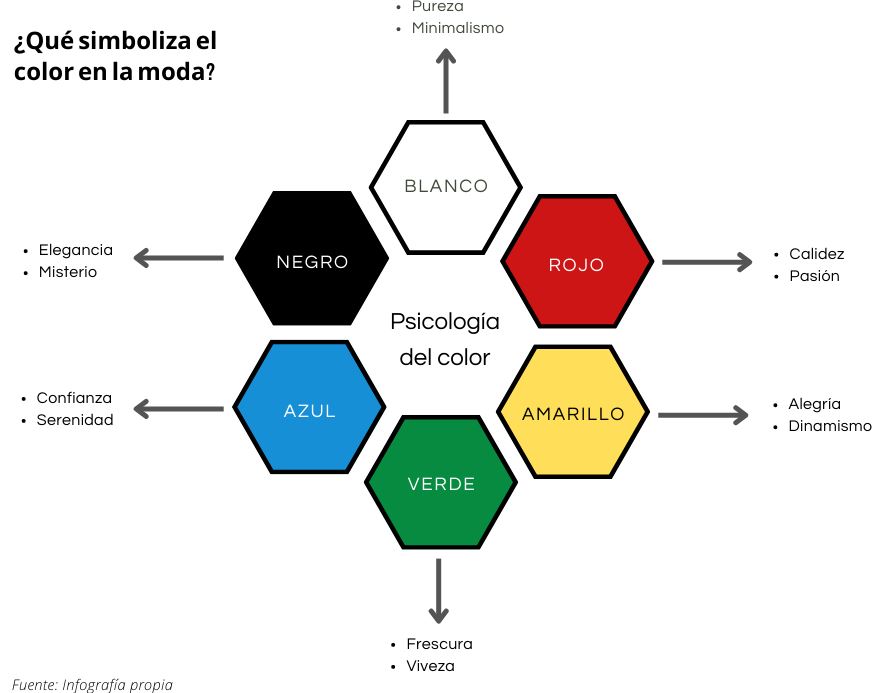 ¿Qué simboliza el
color en la moda?
• Pureza
• Minimalismo
BLANCO
NEGRO
• Elegancia
• Misterio
ROJO
• Calidez
• Pasión
Psicología
del color
AZUL
• Confianza
• Serenidad
AMARILLO
• Alegría
• Dinamismo
VERDE
• Frescura
• Viveza
Fuente: Infografía propia